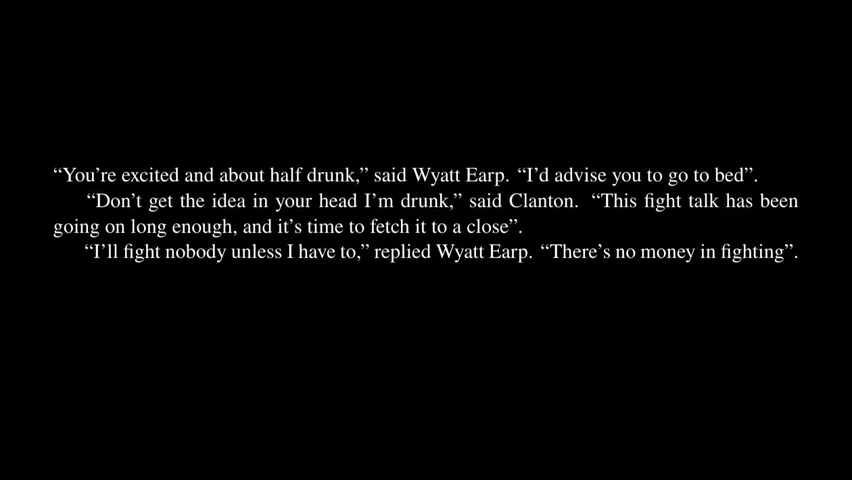 “You’re excited and about half drunk,” said Wyatt Earp. “I’d advise you to go to bed”.
“Don’t get the idea in your head I’m drunk,” said Clanton. “This fight talk has been
going on long enough, and it’s time to fetch it to a close”.
“I’ll fight nobody unless I have to,” replied Wyatt Earp. “There’s no money in fighting”.